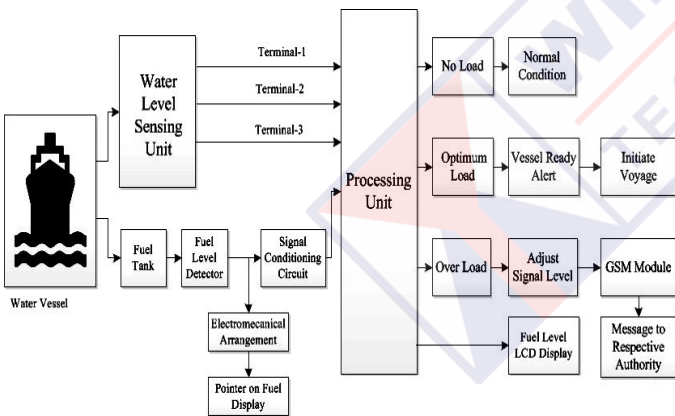 Water
Level
Sensing
Unit
Terminal-1
Terminal-2
Terminal-3
Processing
Unit
No Load
Normal
Condition
Optimum
Load
Vessel Ready
Alert
Initiate
Voyage
Over Load
Adjust
Signal Level
GSM Module
Message to
Respective
Authority
Fuel Level
LCD Display
Water Vessel
Fuel
Tank
Fuel
Level
Detector
Signal
Conditioning
Circuit
Electromecanical
Arrangement
Pointer on Fuel
Display